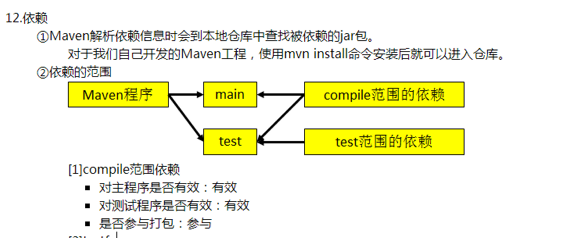 12.依赖
①Maven解析依赖信息时会到本地仓库中查找被依赖的jar包。
对于我们自己开发的Maven工程，使用mvn install命令安装后就可以进入仓库。
②依赖的范围
Maven程序 main compile范围的依赖
test test范围的依赖
[1]compile范围依赖
▪ 对主程序是否有效：有效
▪ 对测试程序是否有效：有效
▪ 是否参与打包：参与